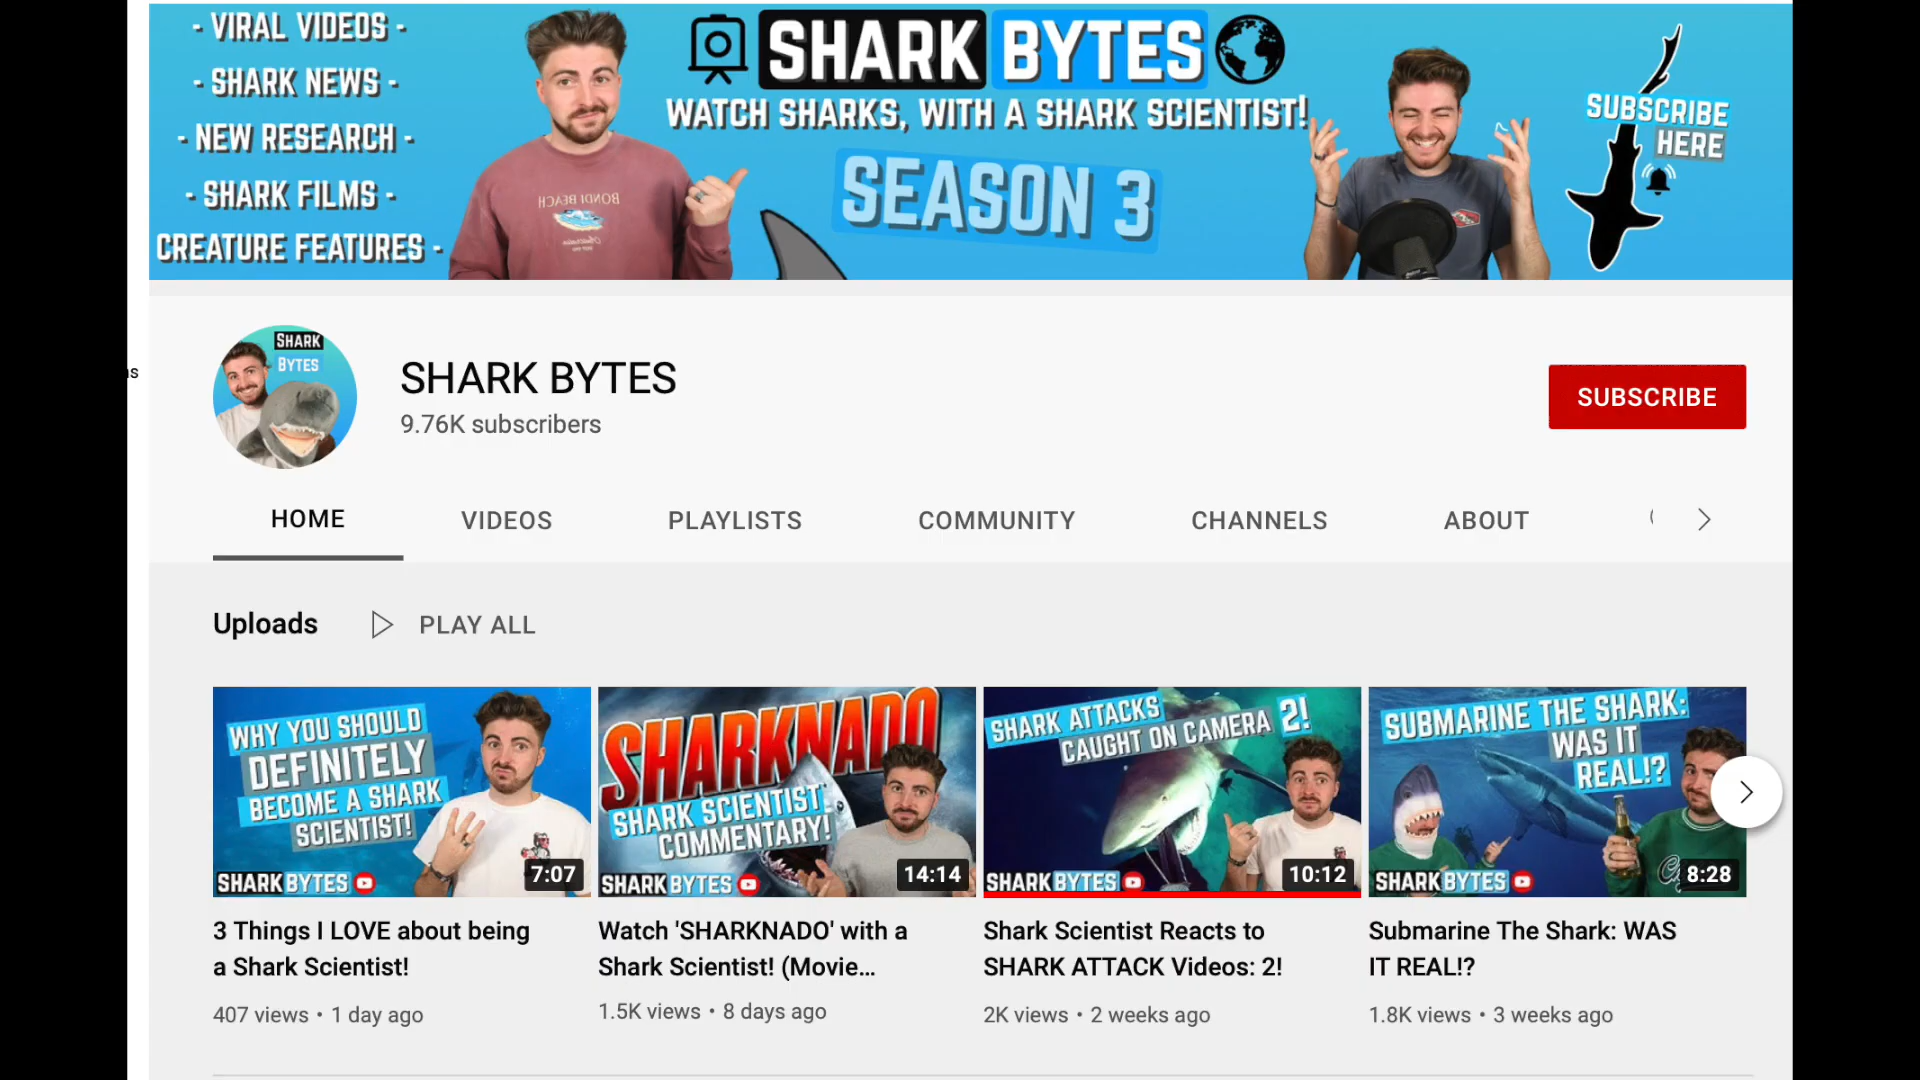 - VIRAL VIDEOS -
- SHARK NEWS -
- NEW RESEARCH -
- SHARK FILMS -
CREATURE FEATURES -
BONDI BEACH
SHARK BYTES
WATCH SHARKS, WITH A SHARK SCIENTIST!
SEASON 3
SUBSCRIBE
HERE
SHARK
BYTES
SHARK BYTES
9.76K subscribers
SUBSCRIBE
HOME
VIDEOS
PLAYLISTS
COMMUNITY
CHANNELS
ABOUT
Uploads
PLAY ALL
WHY YOU SHOULD
DEFINITELY
BECOME A SHARK
SCIENTIST!
SHARK BYTES
7:07
3 Things I LOVE about being
a Shark Scientist!
407 views • 1 day ago
SHARKNADO
SHARK SCIENTIST
COMMENTARY!
SHARK BYTES
14:14
Watch 'SHARKNADO' with a
Shark Scientist! (Movie...
1.5K views • 8 days ago
SHARK ATTACKS
CAUGHT ON CAMERA 2!
SHARK BYTES
10:12
Shark Scientist Reacts to
SHARK ATTACK Videos: 2!
2K views • 2 weeks ago
SUBMARINE THE SHARK:
WAS IT
REAL!?
SHARK BYTES
8:28
Submarine The Shark: WAS
IT REAL!?
1.8K views • 3 weeks ago